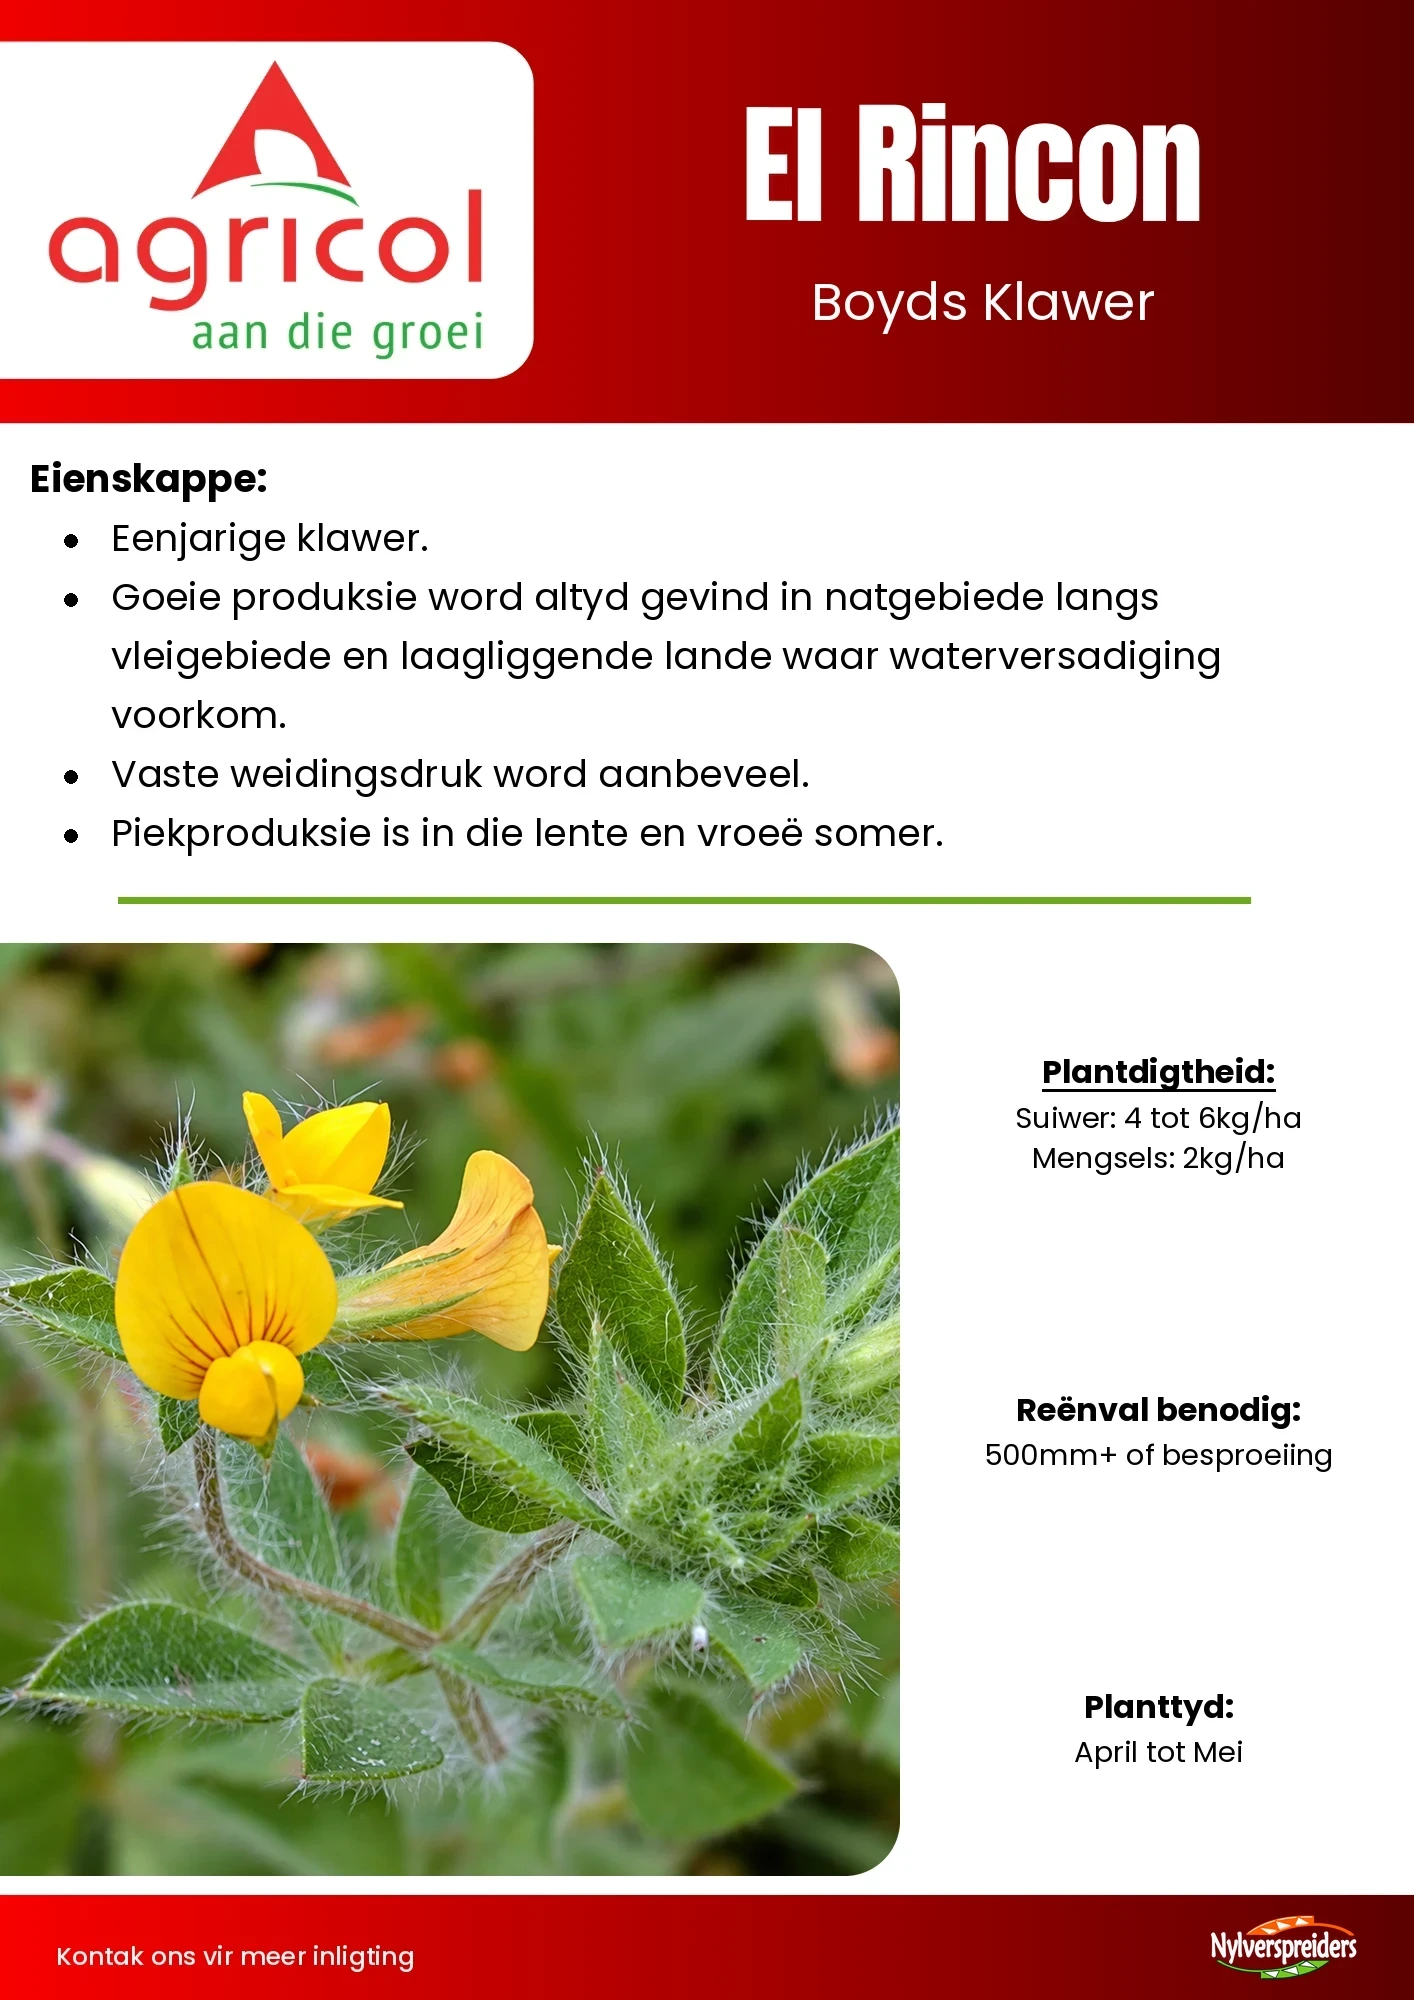 agricol
aan die groei
El Rincon
Boyds Klawer
Eienskappe:
• Eenjarige klawer.
• Goeie produksie word altyd gevind in natgebiede langs
vleigebiede en laagliggende lande waar waterversadiging
voorkom.
• Vaste weidingsdruk word aanbeveel.
• Piekproduksie is in die lente en vroeë somer.
Plantdigtheid:
Suiwer: 4 tot 6kg/ha
Mengsels: 2kg/ha
Reënval benodig:
500mm+ of besproeiing
Planttyd:
April tot Mei
Kontak ons vir meer inligting
Nylverspreiders